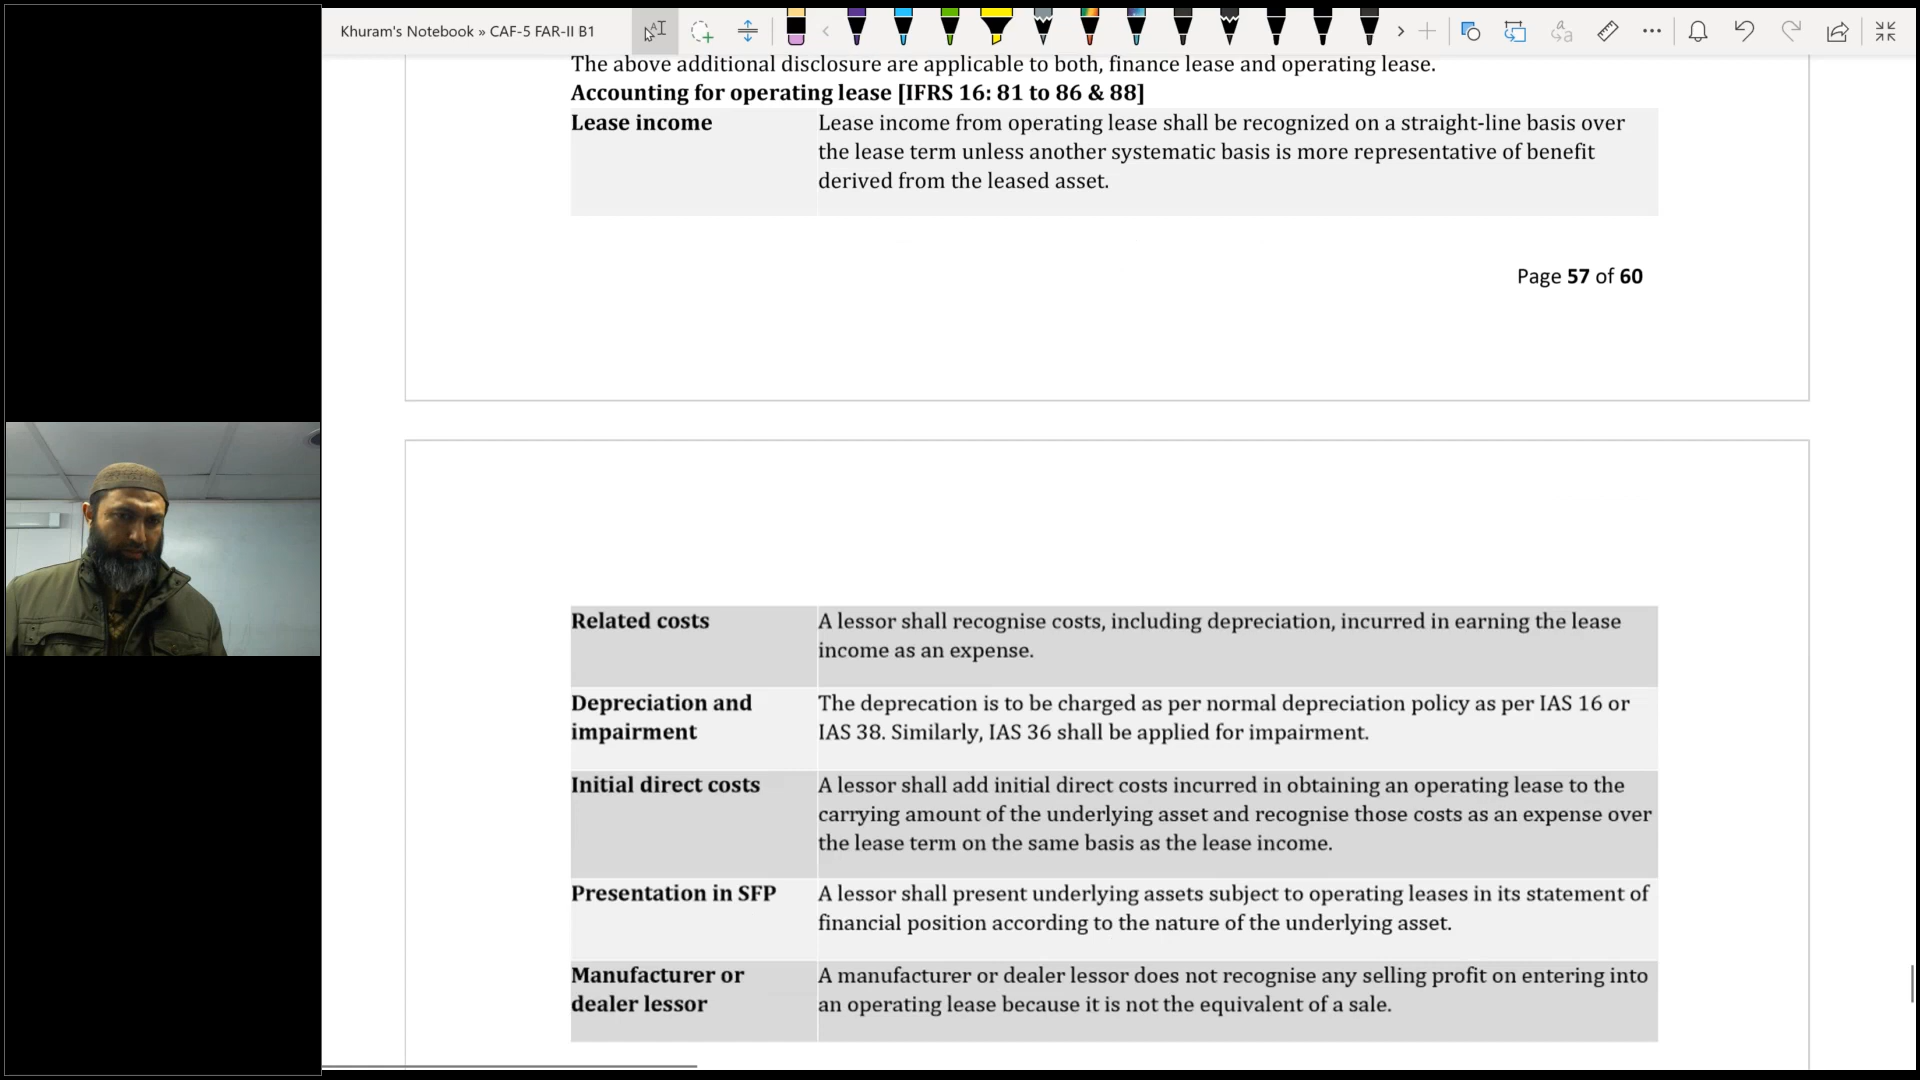 Khuram's Notebook » CAF-5 FAR-II B1
The above additional disclosure are applicable to both, finance lease and operating lease.
Accounting for operating lease [IFRS 16: 81 to 86 & 88]
Lease income
Lease income from operating lease shall be recognized on a straight-line basis over
the lease term unless another systematic basis is more representative of benefit
derived from the leased asset.
Page 57 of 60
Related costs
A lessor shall recognise costs, including depreciation, incurred in earning the lease
income as an expense.
Depreciation and
impairment
The deprecation is to be charged as per normal depreciation policy as per IAS 16 or
IAS 38. Similarly, IAS 36 shall be applied for impairment.
Initial direct costs
A lessor shall add initial direct costs incurred in obtaining an operating lease to the
carrying amount of the underlying asset and recognise those costs as an expense over
the lease term on the same basis as the lease income.
Presentation in SFP
A lessor shall present underlying assets subject to operating leases in its statement of
financial position according to the nature of the underlying asset.
Manufacturer or
dealer lessor
A manufacturer or dealer lessor does not recognise any selling profit on entering into
an operating lease because it is not the equivalent of a sale.